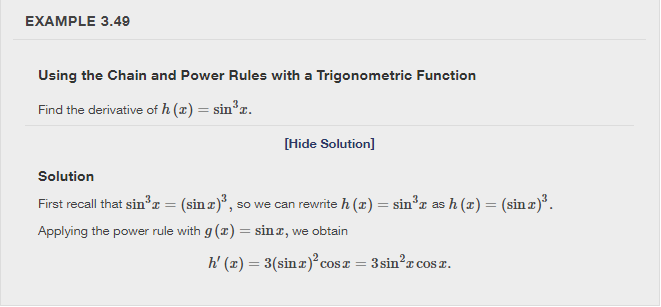 EXAMPLE 3.49
Using the Chain and Power Rules with a Trigonometric Function
Find the derivative of h (x) = sin³x.
[Hide Solution]
Solution
First recall that sin³x = (sin x)³, so we can rewrite h (x) = sin³x as h (x) = (sin x)³.
Applying the power rule with g (x) = sin x, we obtain
h′ (x) = 3(sin x)² cos x = 3 sin²x cos x.